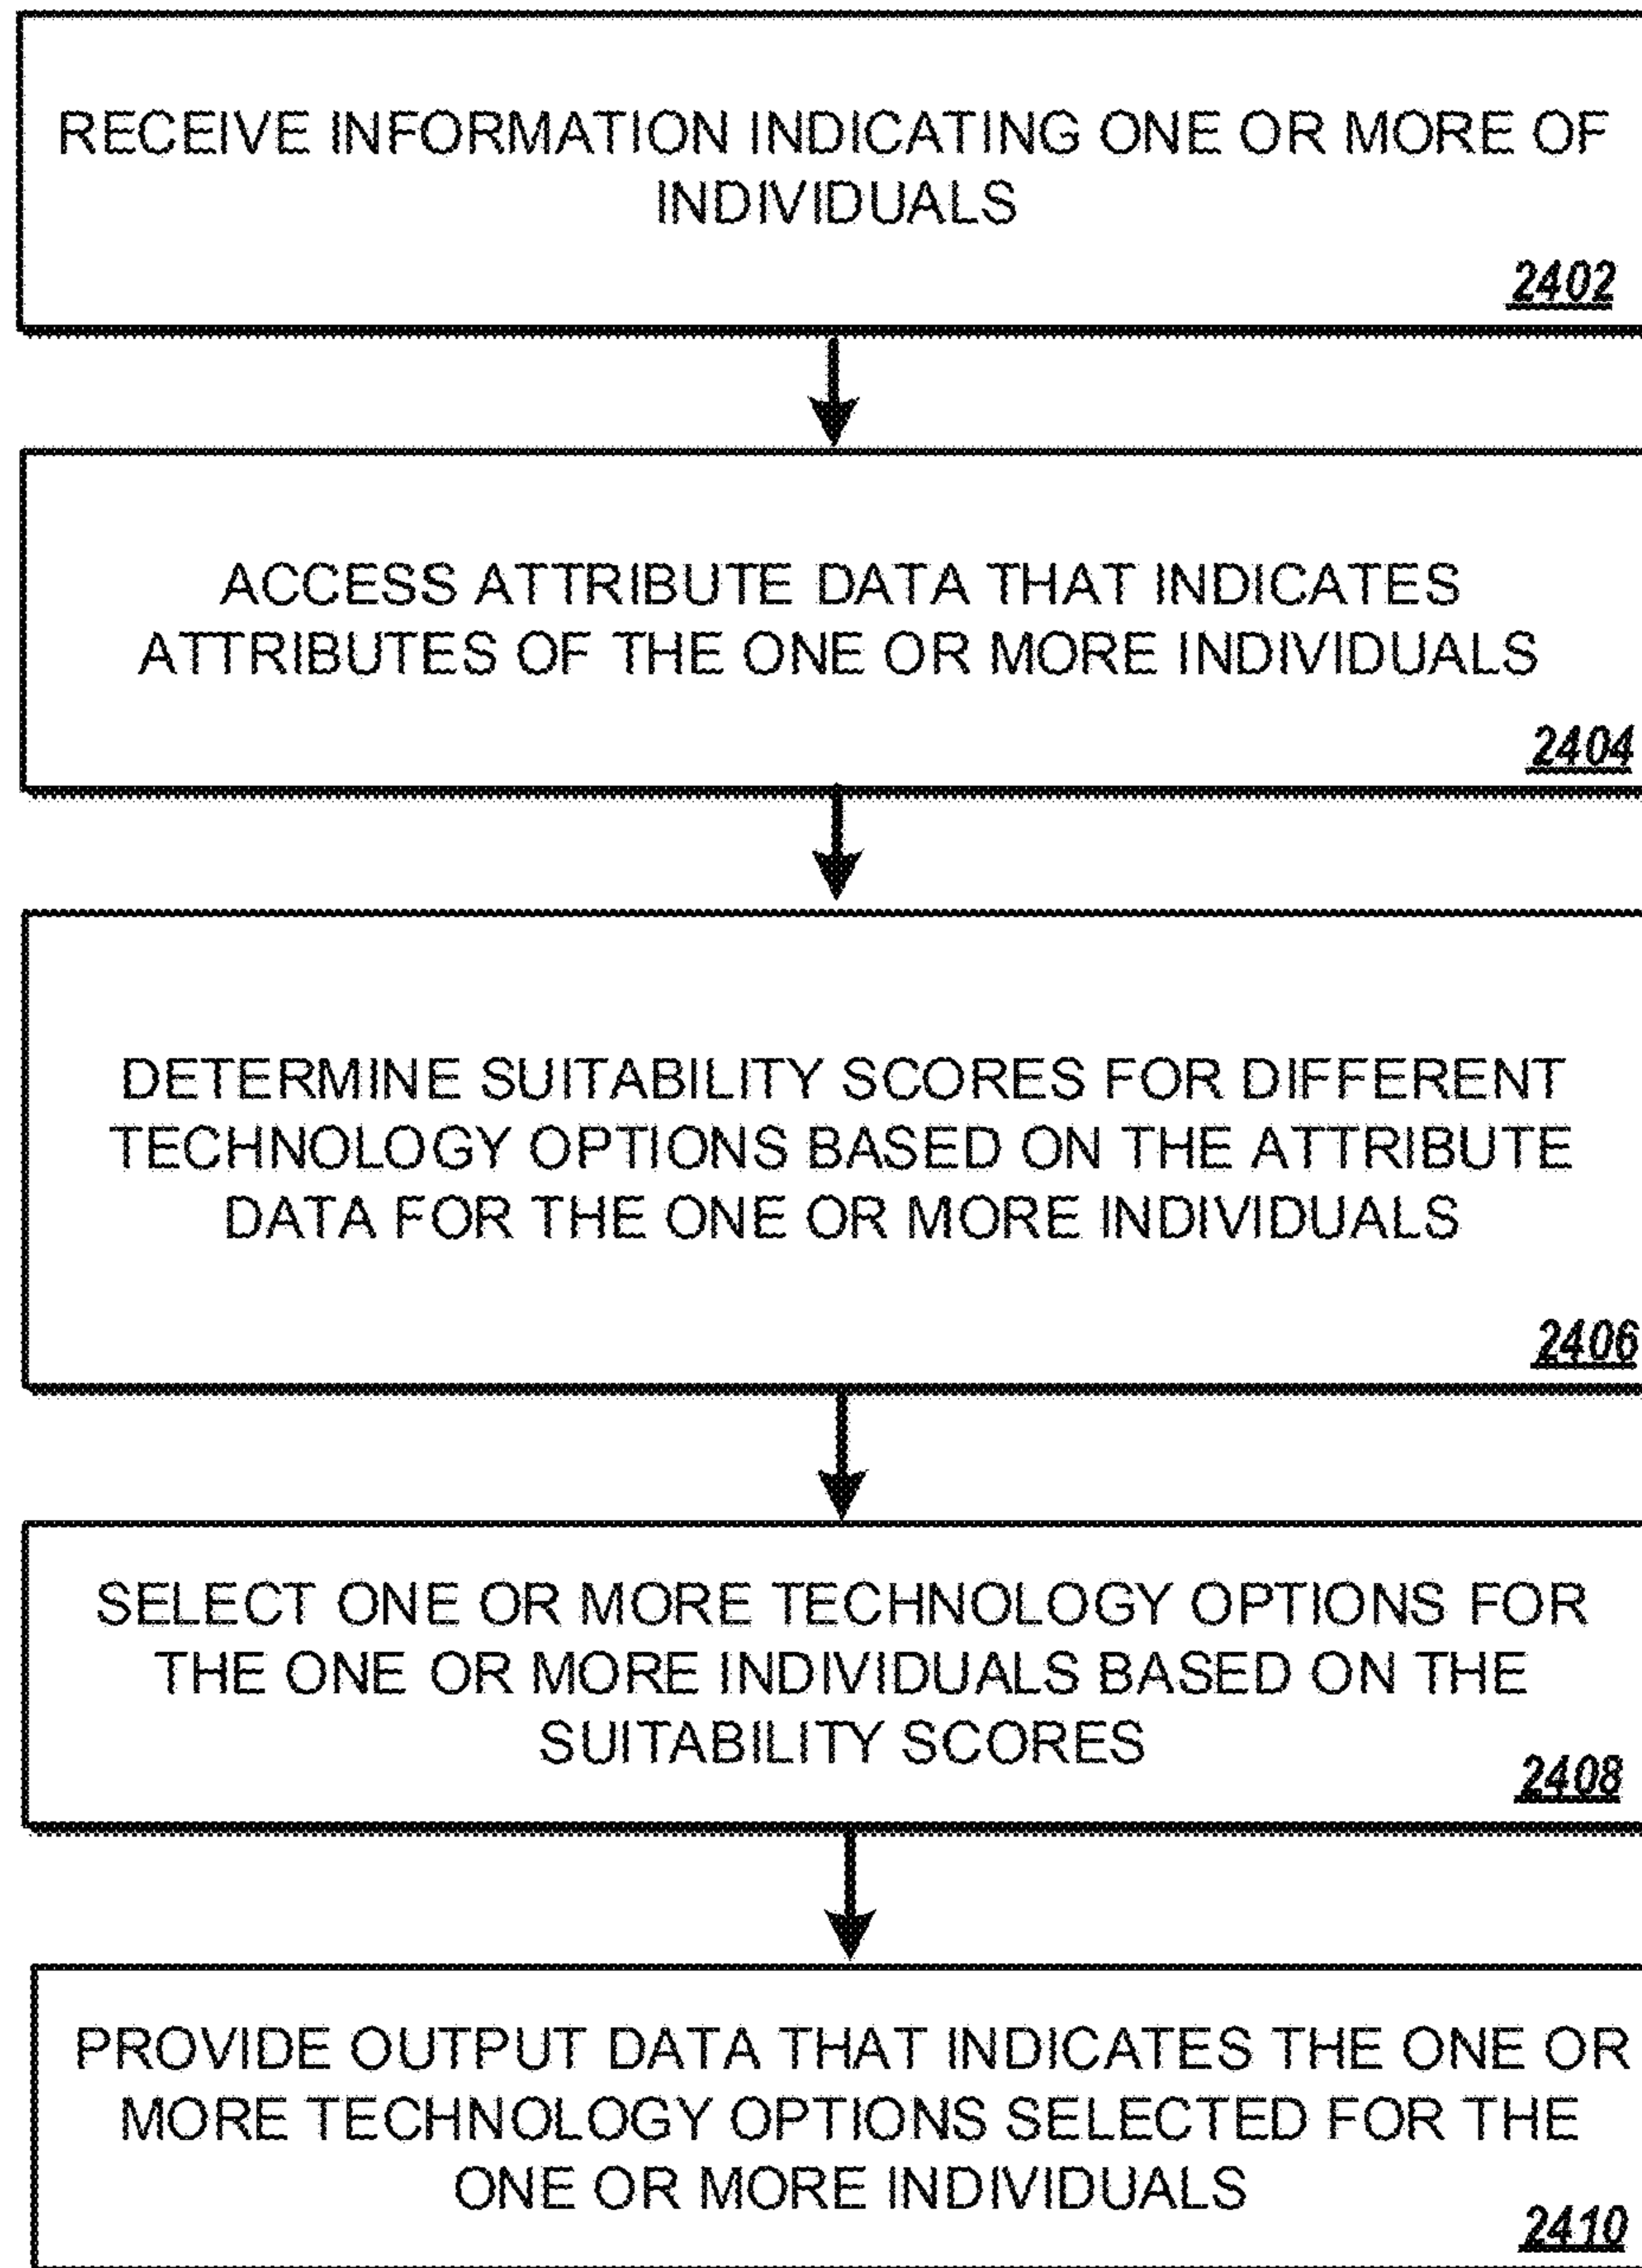 RECEIVE INFORMATION INDICATING ONE OR MORE OF
INDIVIDUALS
2402
ACCESS ATTRIBUTE DATA THAT INDICATES
ATTRIBUTES OF THE ONE OR MORE INDIVIDUALS
2404
DETERMINE SUITABILITY SCORES FOR DIFFERENT
TECHNOLOGY OPTIONS BASED ON THE ATTRIBUTE
DATA FOR THE ONE OR MORE INDIVIDUALS
2406
SELECT ONE OR MORE TECHNOLOGY OPTIONS FOR
THE ONE OR MORE INDIVIDUALS BASED ON THE
SUITABILITY SCORES
2408
PROVIDE OUTPUT DATA THAT INDICATES THE ONE OR
MORE TECHNOLOGY OPTIONS SELECTED FOR THE
ONE OR MORE INDIVIDUALS
2410